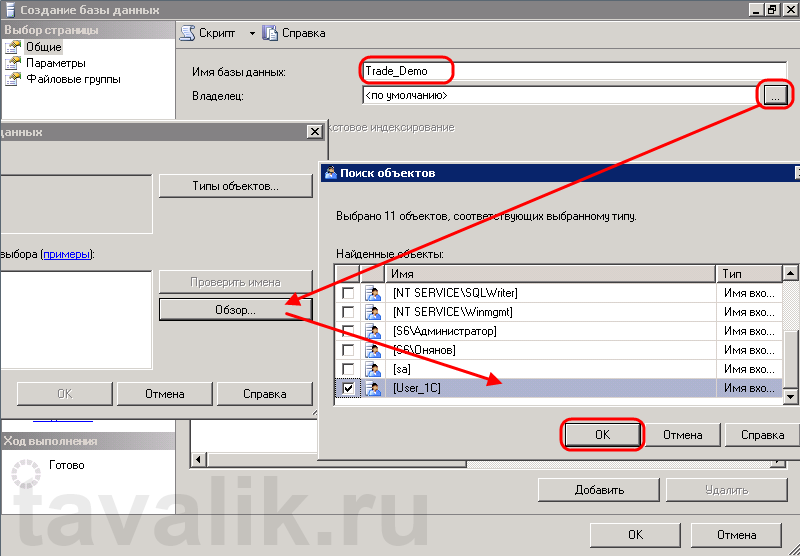 Создание базы данных
Выбор страницы
Общие
Параметры
Файловые группы
Скрипт
Справка
Имя базы данных:
Trade_Demo
Владелец:
<по умолчанию>
...
кстовое индексирование
данных
Типы объектов...
выбора (примеры):
Проверить имена
Обзор...
OK
Отмена
Справка
Поиск объектов
Выбрано 11 объектов, соответствующих выбранному типу.
Найденные объекты:
Имя Тип
[NT SERVICE\SQLWriter] Имя вхо...
[NT SERVICE\Winmgmt] Имя вхо...
[S6\Администратор] Имя вхо...
[S6\Онянов] Имя вхо...
[sa] Имя вхо...
[User_1C] Имя вхо...
OK
Отмена
Справка
Ход выполнения
Готово
Добавить
Удалить
OK
Отмена
tavalik.ru